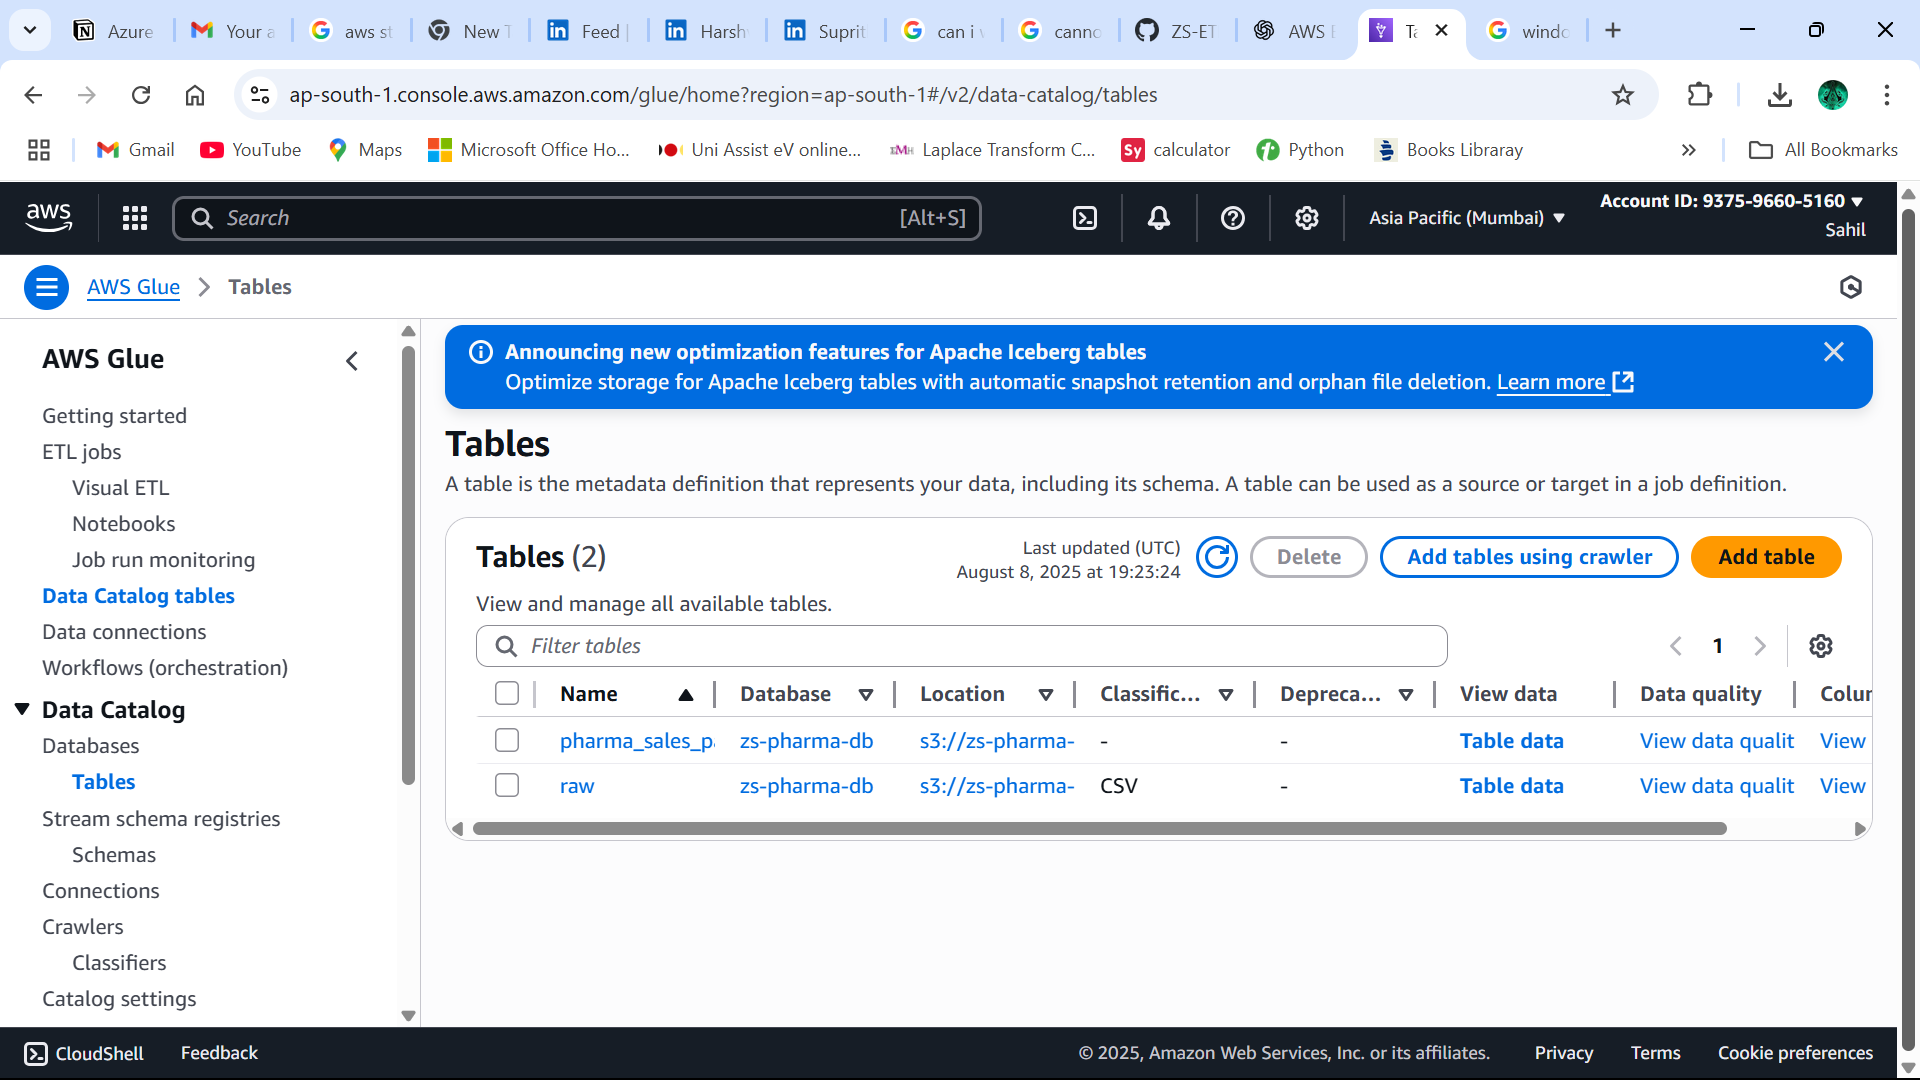 Azure
Your a
aws st
New T
Feed |
Harsh
Suprit
can i v
canno
ZS-ET
AWS E
Ta
windo
ap-south-1.console.aws.amazon.com/glue/home?region=ap-south-1#/v2/data-catalog/tables
Gmail
YouTube
Maps
Microsoft Office Ho...
Uni Assist eV online...
Laplace Transform C...
Sy calculator
Python
Books Libraray
All Bookmarks
aws
Search
[Alt+S]
Asia Pacific (Mumbai)
Account ID: 9375-9660-5160
Sahil
AWS Glue
Tables
AWS Glue
Getting started
ETL jobs
Visual ETL
Notebooks
Job run monitoring
Data Catalog tables
Data connections
Workflows (orchestration)
Data Catalog
Databases
Tables
Stream schema registries
Schemas
Connections
Crawlers
Classifiers
Catalog settings
Announcing new optimization features for Apache Iceberg tables
Optimize storage for Apache Iceberg tables with automatic snapshot retention and orphan file deletion. Learn more
Tables
A table is the metadata definition that represents your data, including its schema. A table can be used as a source or target in a job definition.
Tables (2)
Last updated (UTC)
August 8, 2025 at 19:23:24
Delete
Add tables using crawler
Add table
View and manage all available tables.
Filter tables
1
Name Database Location Classific... Depreca... View data Data quality Colum
pharma_sales_pa zs-pharma-db s3://zs-pharma- - - Table data View data qualit View
raw zs-pharma-db s3://zs-pharma- CSV - Table data View data qualit View
CloudShell
Feedback
© 2025, Amazon Web Services, Inc. or its affiliates.
Privacy
Terms
Cookie preferences